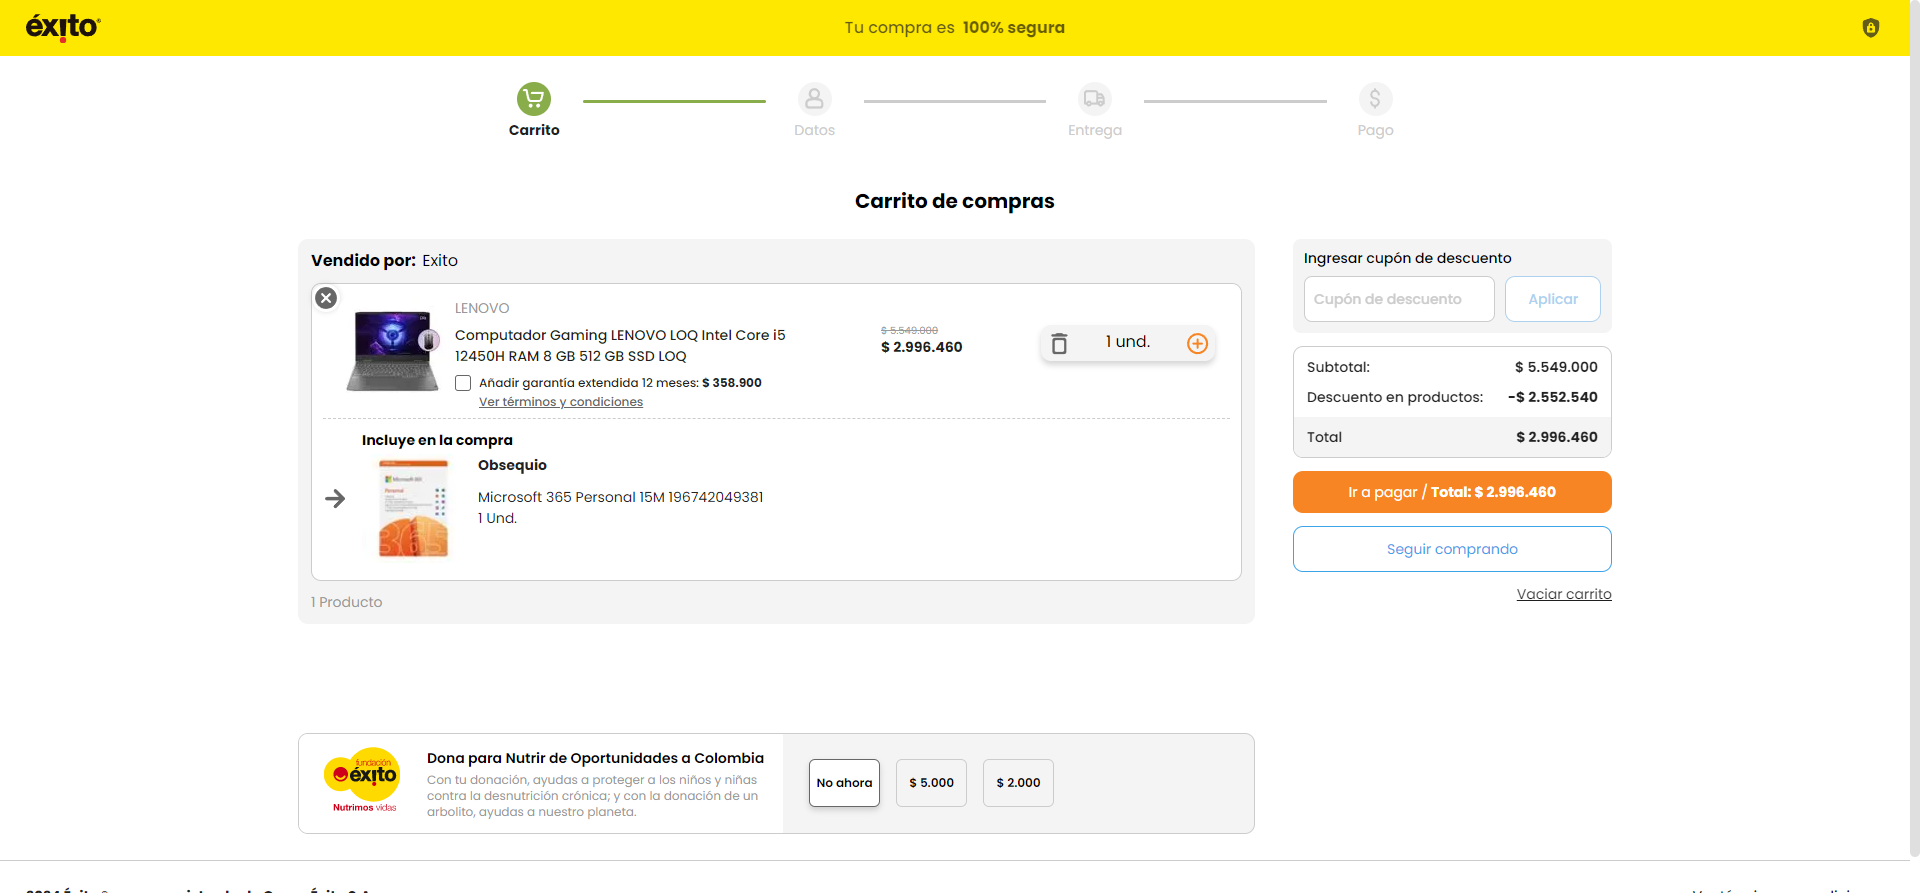 éxito
Tu compra es 100% segura
Carrito
Datos
Entrega
Pago
Carrito de compras
Vendido por: Exito
LENOVO
Computador Gaming LENOVO LOQ Intel Core i5
12450H RAM 8 GB 512 GB SSD LOQ
$ 5.549.000
$ 2.996.460
1 und.
Añadir garantía extendida 12 meses: $ 358.900
Ver términos y condiciones
Incluye en la compra
Obsequio
Microsoft 365
Personal
365
Microsoft 365 Personal 15M 196742049381
1 Und.
1 Producto
Ingresar cupón de descuento
Cupón de descuento
Aplicar
Subtotal: $ 5.549.000
Descuento en productos: -$ 2.552.540
Total $ 2.996.460
Ir a pagar / Total: $ 2.996.460
Seguir comprando
Vaciar carrito
fundación
éxito
Nutrimos vidas
Dona para Nutrir de Oportunidades a Colombia
Con tu donación, ayudas a proteger a los niños y niñas
contra la desnutrición crónica; y con la donación de un
arbolito, ayudas a nuestro planeta.
No ahora
$ 5.000
$ 2.000